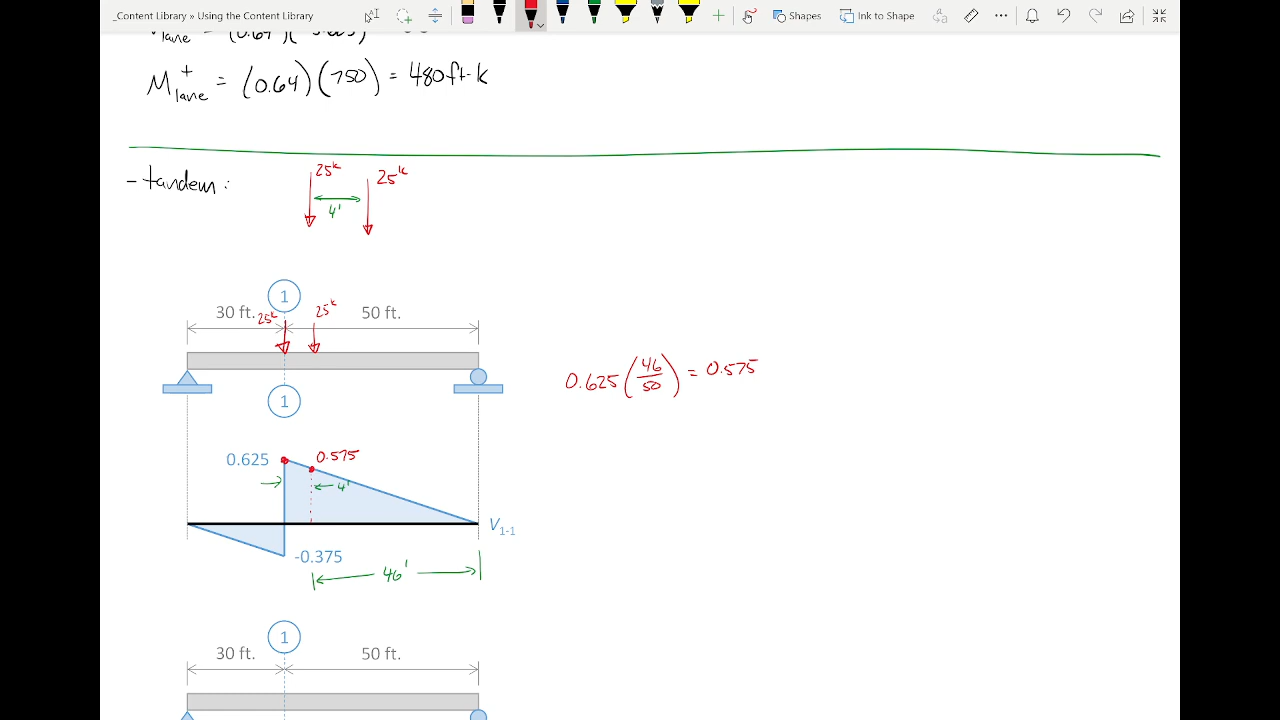 _Content Library » Using the Content Library
Shapes
Ink to Shape
M⁺lane = (0.64)(750) = 480ft·k
- tandem:
25ᵏ
25ᵏ
4'
1
30 ft.
50 ft.
25ᵏ
25ᵏ
1
0.625(46/50) = 0.575
0.625
0.575
4'
V1-1
-0.375
46'
1
30 ft.
50 ft.